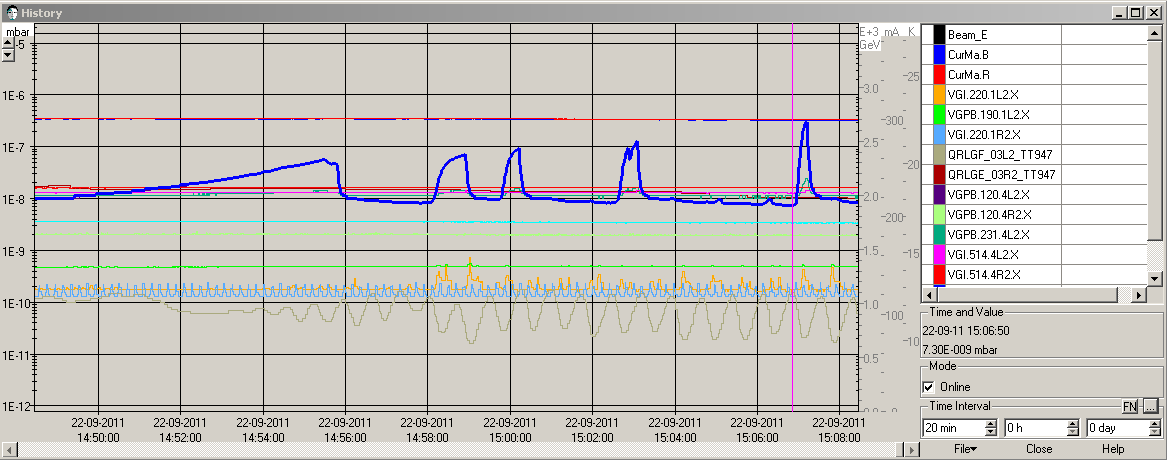 History
mbar
E+3 mA K
GeV
-5
1E-6
1E-7
1E-8
1E-9
1E-10
1E-11
1E-12
3.0
2.5
2.0
1.5
1.0
0.5
0.0
300
200
100
0
25
20
15
10
22-09-2011 22-09-2011 22-09-2011 22-09-2011 22-09-2011 22-09-2011 22-09-2011 22-09-2011 22-09-2011 22-09-2011
14:50:00 14:52:00 14:54:00 14:56:00 14:58:00 15:00:00 15:02:00 15:04:00 15:06:00 15:08:00
Beam_E
CurMa.B
CurMa.R
VGI.220.1L2.X
VGPB.190.1L2.X
VGI.220.1R2.X
QRLGF_03L2_TT947
QRLGE_03R2_TT947
VGPB.120.4L2.X
VGPB.120.4R2.X
VGPB.231.4L2.X
VGI.514.4L2.X
VGI.514.4R2.X
Time and Value
22-09-11 15:06:50
7.30E-009 mbar
Mode
Online
Time Interval
FN ...
20 min 0 h 0 day
File Close Help